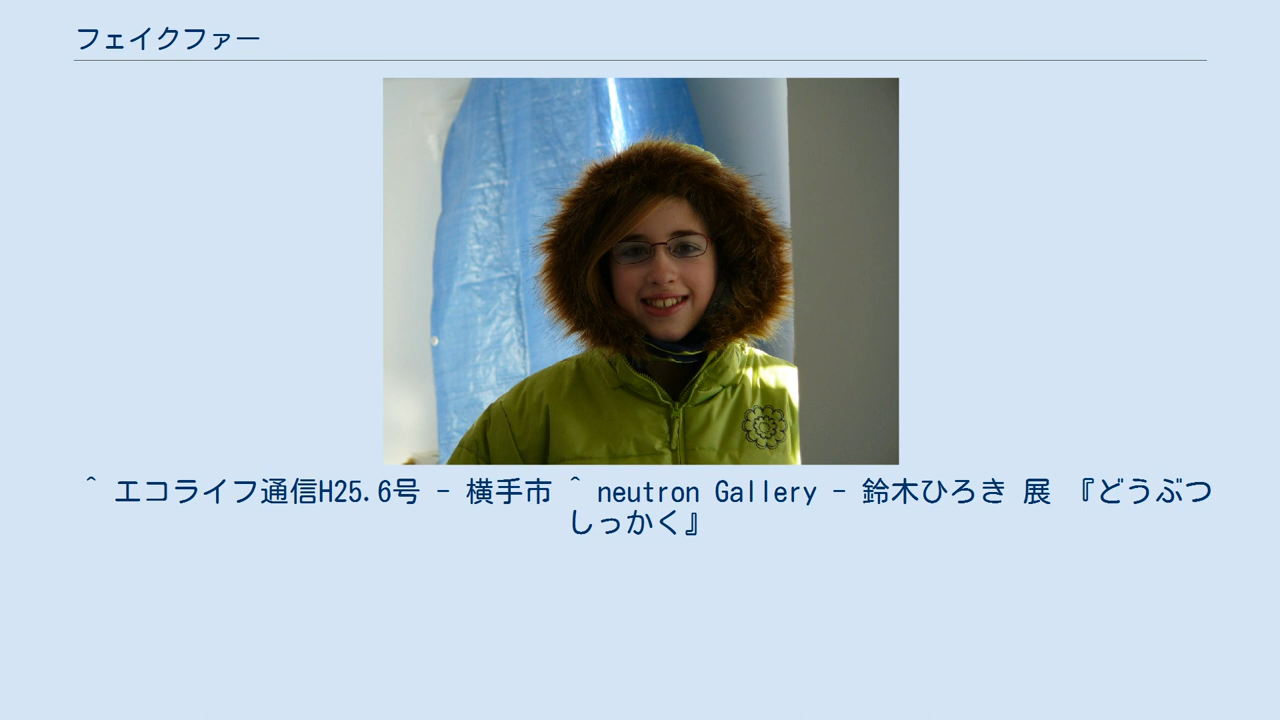 フェイクファー
^ エコライフ通信H25.6号 - 横手市 ^ neutron Gallery - 鈴木ひろき 展 『どうぶつ
しっかく』